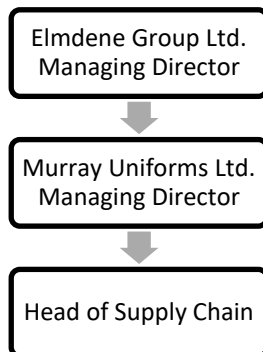 Elmdene Group Ltd.
Managing Director
Murray Uniforms Ltd.
Managing Director
Head of Supply Chain